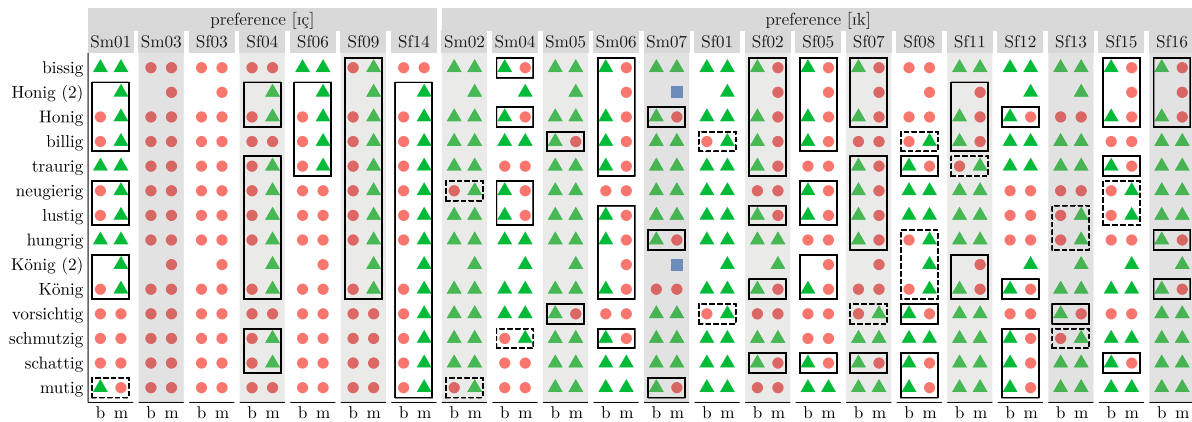 preference [ɪç] preference [ɪk]
Sm01 Sm03 Sf03 Sf04 Sf06 Sf09 Sf14 Sm02 Sm04 Sm05 Sm06 Sm07 Sf01 Sf02 Sf05 Sf07 Sf08 Sf11 Sf12 Sf13 Sf15 Sf16
bissig
Honig (2)
Honig
billig
traurig
neugierig
lustig
hungrig
König (2)
König
vorsichtig
schmutzig
schattig
mutig
b m b m b m b m b m b m b m b m b m b m b m b m b m b m b m b m b m b m b m b m b m b m